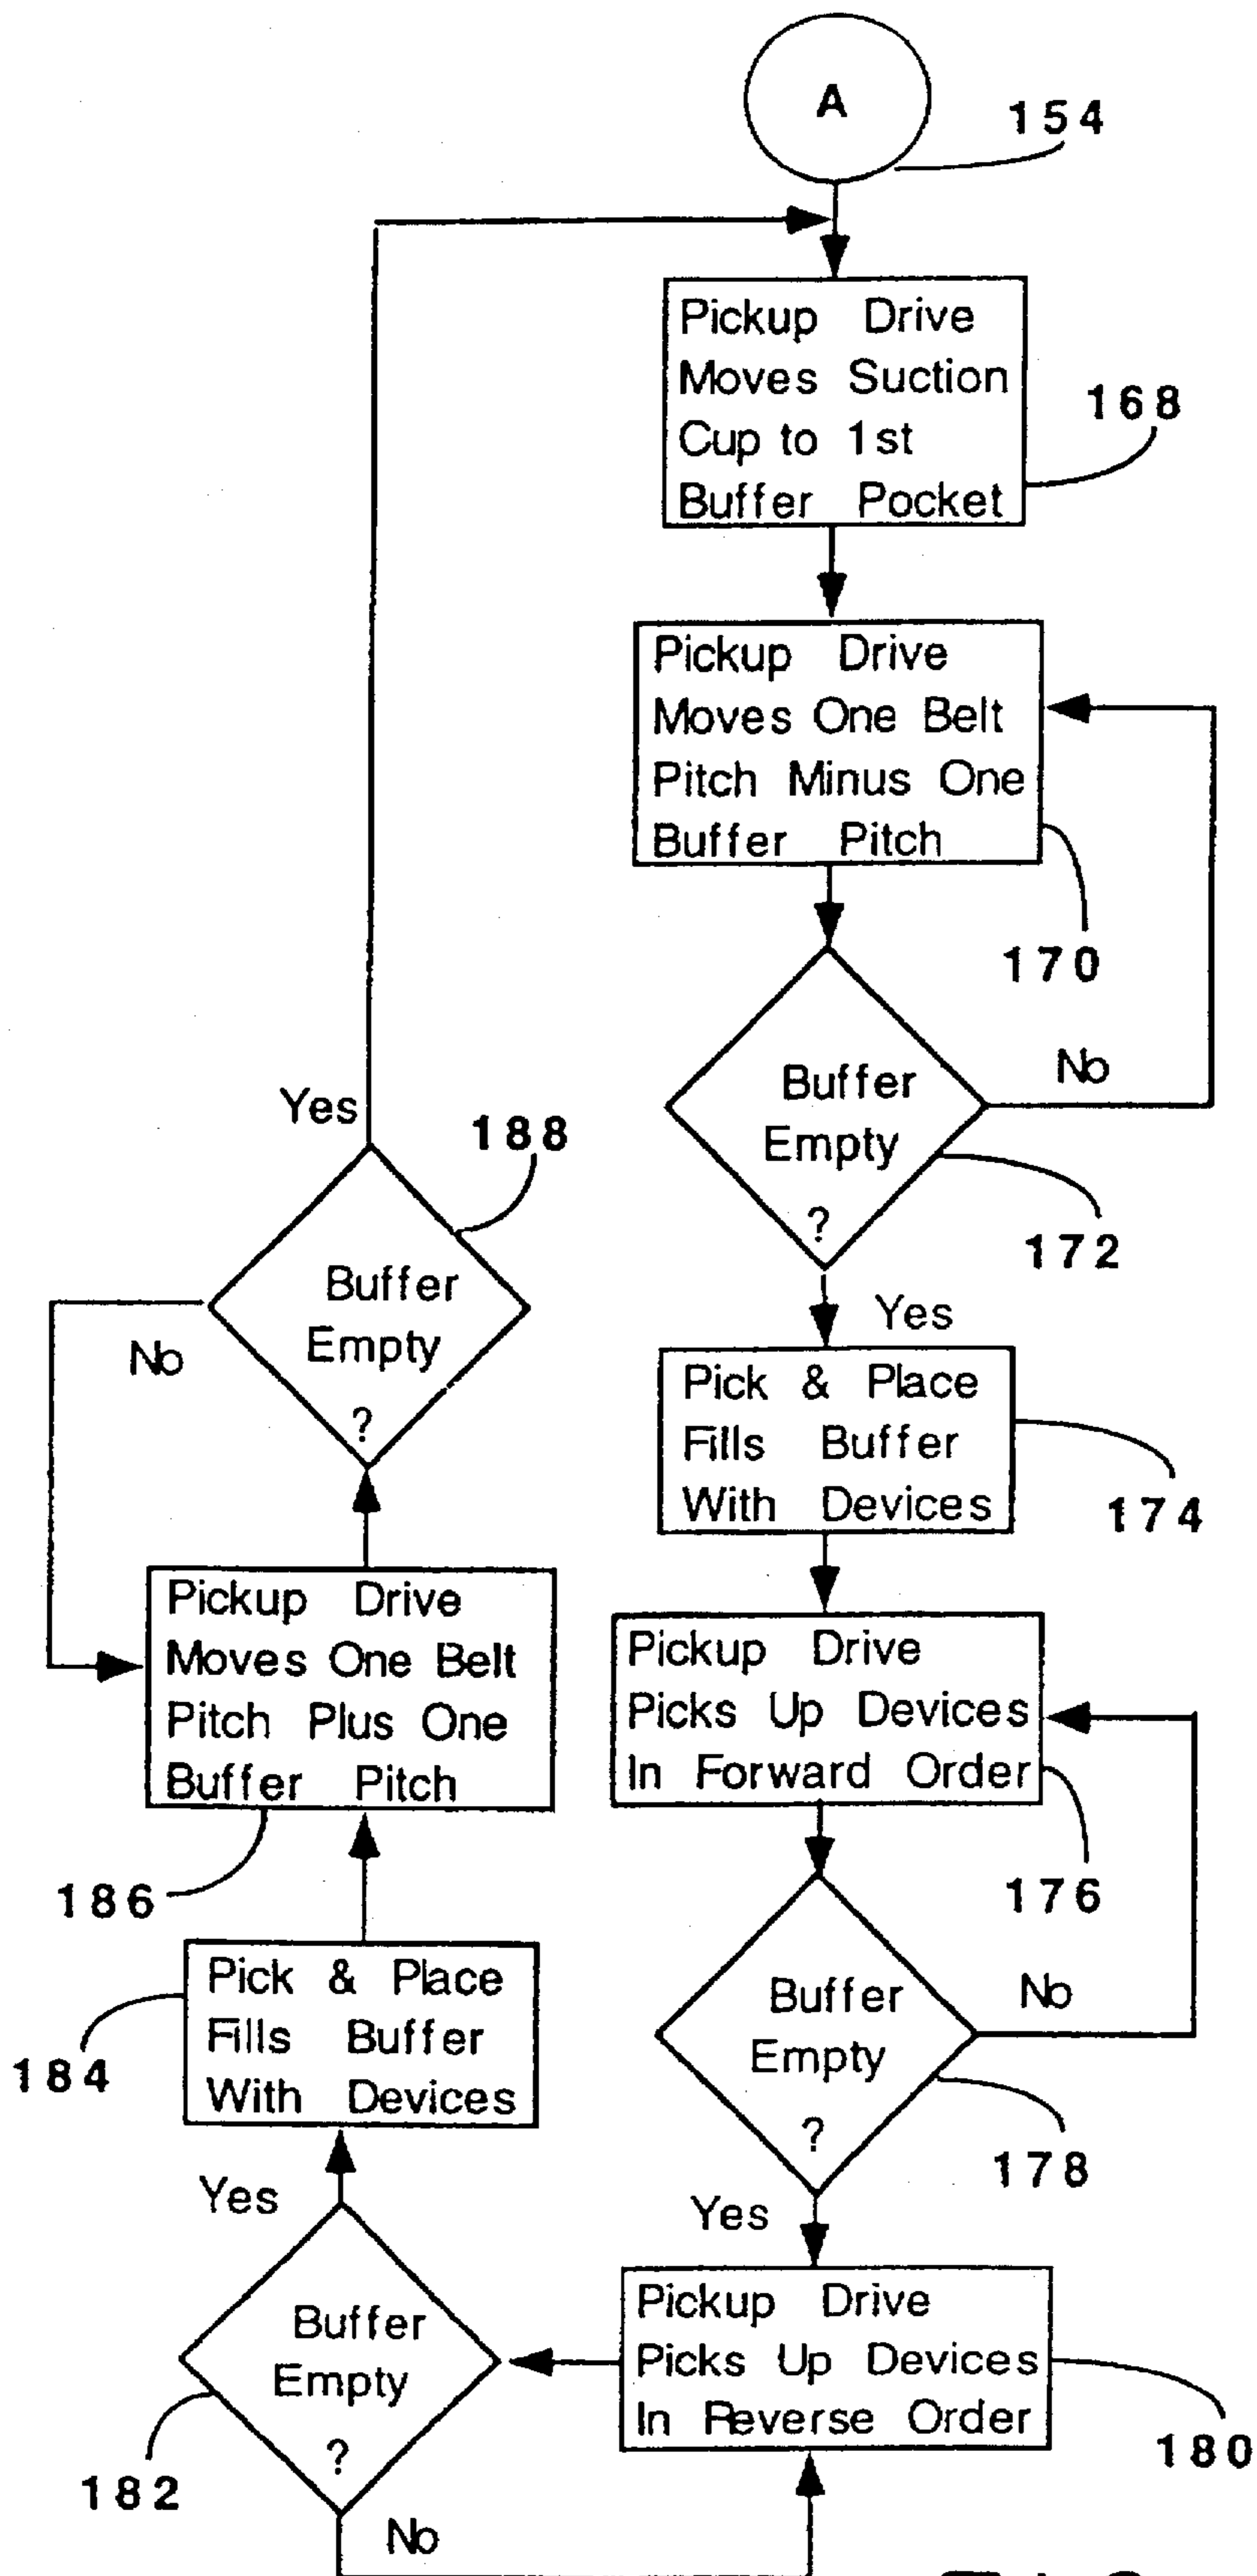 A
154
Pickup Drive
Moves Suction
Cup to 1st
Buffer Pocket
168
Pickup Drive
Moves One Belt
Pitch Minus One
Buffer Pitch
170
Buffer
Empty
?
No
172
Yes
Pick & Place
Fills Buffer
With Devices
174
Pickup Drive
Picks Up Devices
In Forward Order
176
Buffer
Empty
?
No
178
Yes
Pickup Drive
Picks Up Devices
In Reverse Order
180
Buffer
Empty
?
182
No
Yes
Pick & Place
Fills Buffer
With Devices
184
Pickup Drive
Moves One Belt
Pitch Plus One
Buffer Pitch
186
Buffer
Empty
?
188
No
Yes